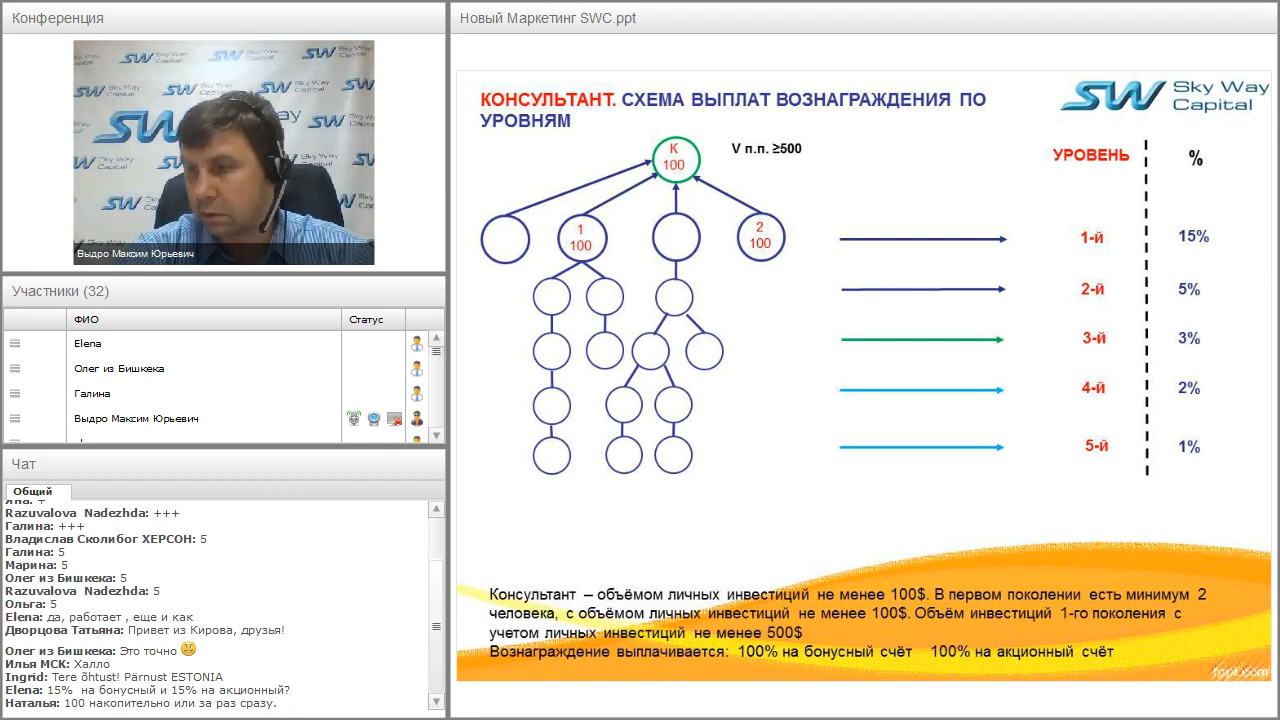 Конференция
Sky Way Capital
Выдро Максим Юрьевич
Участники (32)
ФИО Статус
Elena
Олег из Бишкека
Галина
Выдро Максим Юрьевич
Чат
Общий
Яна: +
Razuvalova Nadezhda: +++
Галина: +++
Владислав Сколибог ХЕРСОН: 5
Галина: 5
Марина: 5
Олег из Бишкека: 5
Razuvalova Nadezhda: 5
Ольга: 5
Elena: да, работает , еще и как
Дворцова Татьяна: Привет из Кирова, друзья!
Олег из Бишкека: Это точно
Илья МСК: Халло
Ingrid: Tere õhtust! Pärnust ESTONIA
Elena: 15% на бонусный и 15% на акционный?
Наталья: 100 накопительно или за раз сразу.
Новый Маркетинг SWC.ppt
КОНСУЛЬТАНТ. СХЕМА ВЫПЛАТ ВОЗНАГРАЖДЕНИЯ ПО
УРОВНЯМ
SW Sky Way
Capital
К
100
V п.п. ≥500
УРОВЕНЬ %
1
100
2
100
1-й 15%
2-й 5%
3-й 3%
4-й 2%
5-й 1%
Консультант – объёмом личных инвестиций не менее 100$. В первом поколении есть минимум 2
человека, с объёмом личных инвестиций не менее 100$. Объём инвестиций 1-го поколения с
учетом личных инвестиций не менее 500$
Вознаграждение выплачивается: 100% на бонусный счёт 100% на акционный счёт
fppt.com